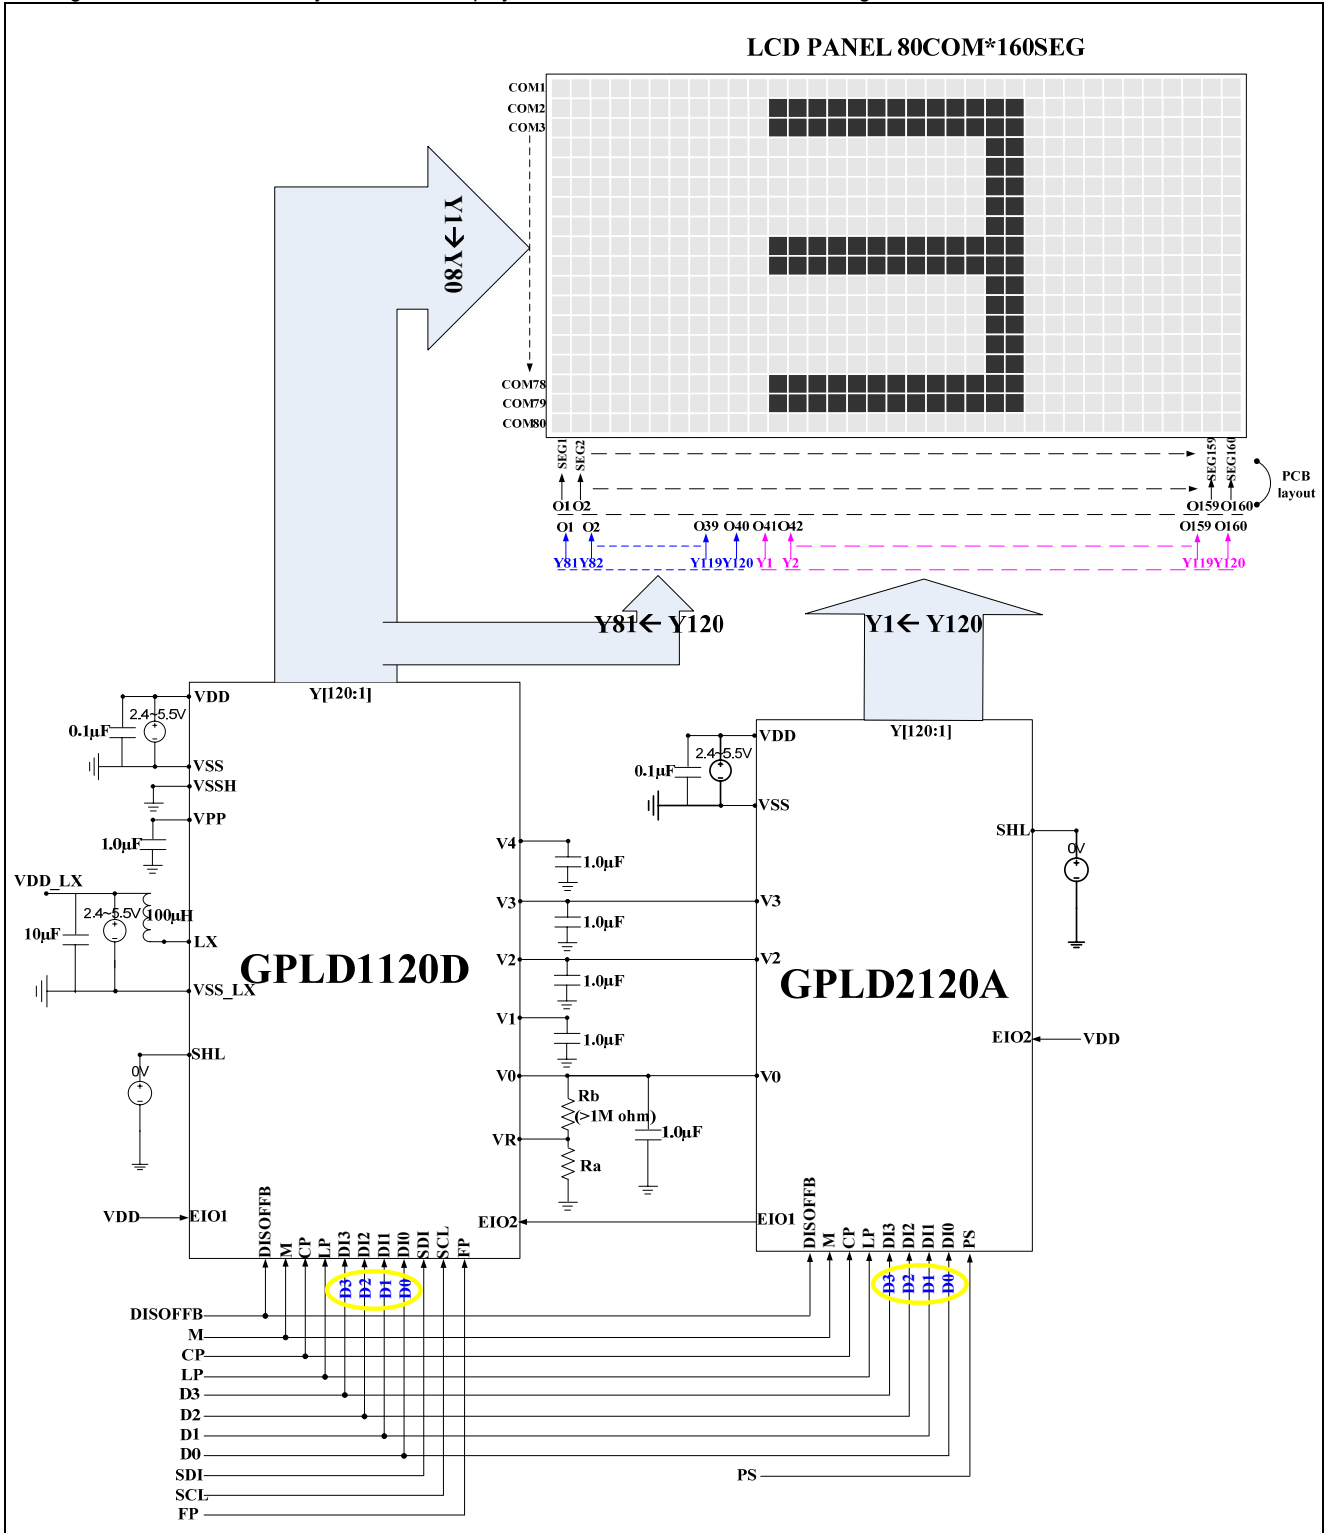 LCD PANEL 80COM*160SEG
COM1
COM2
COM3
Y1→Y80
COM78
COM79
COM80
SEG1
SEG2
SEG159
SEG160
PCB
layout
O1 O2
O159 O160
O1 O2 O39 O40 O41 O42 O159 O160
Y81 Y82 Y119 Y120 Y1 Y2 Y119 Y120
Y81← Y120
Y1← Y120
Y[120:1]
VDD
2.4~5.5V
0.1µF
VSS
VSSH
VPP
1.0µF
VDD_LX
2.4~5.5V
100µH
10µF
LX
VSS_LX
GPLD1120D
SHL
0V
VDD
EIO1
V4
1.0µF
V3
1.0µF
V2
1.0µF
V1
1.0µF
V0
Rb
(>1M ohm)
1.0µF
VR
Ra
EIO2
DISOFFB
M
CP
LP
DI3
DI2
DI1
DI0
SDI
SCL
FP
D3
D2
D1
D0
Y[120:1]
VDD
2.4~5.5V
0.1µF
VSS
SHL
0V
V3
V2
GPLD2120A
EIO2
VDD
V0
EIO1
DISOFFB
M
CP
LP
DI3
DI2
DI1
DI0
PS
D3
D2
D1
D0
DISOFFB
M
CP
LP
D3
D2
D1
D0
SDI
PS
SCL
FP